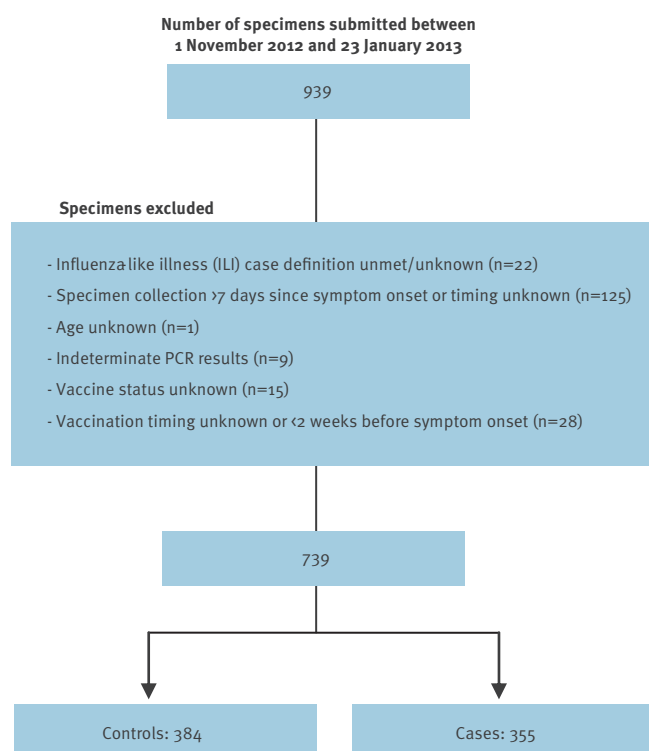 Number of specimens submitted between
1 November 2012 and 23 January 2013
939
Specimens excluded
- Influenza-like illness (ILI) case definition unmet/unknown (n=22)
- Specimen collection >7 days since symptom onset or timing unknown (n=125)
- Age unknown (n=1)
- Indeterminate PCR results (n=9)
- Vaccine status unknown (n=15)
- Vaccination timing unknown or <2 weeks before symptom onset (n=28)
739
Controls: 384
Cases: 355